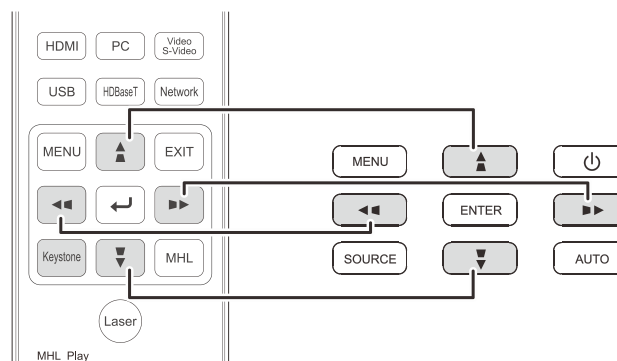 HDMI PC Video S-Video
USB HDBaseT Network
MENU EXIT
MENU
ENTER
Keystone MHL
SOURCE AUTO
Laser
MHL Play